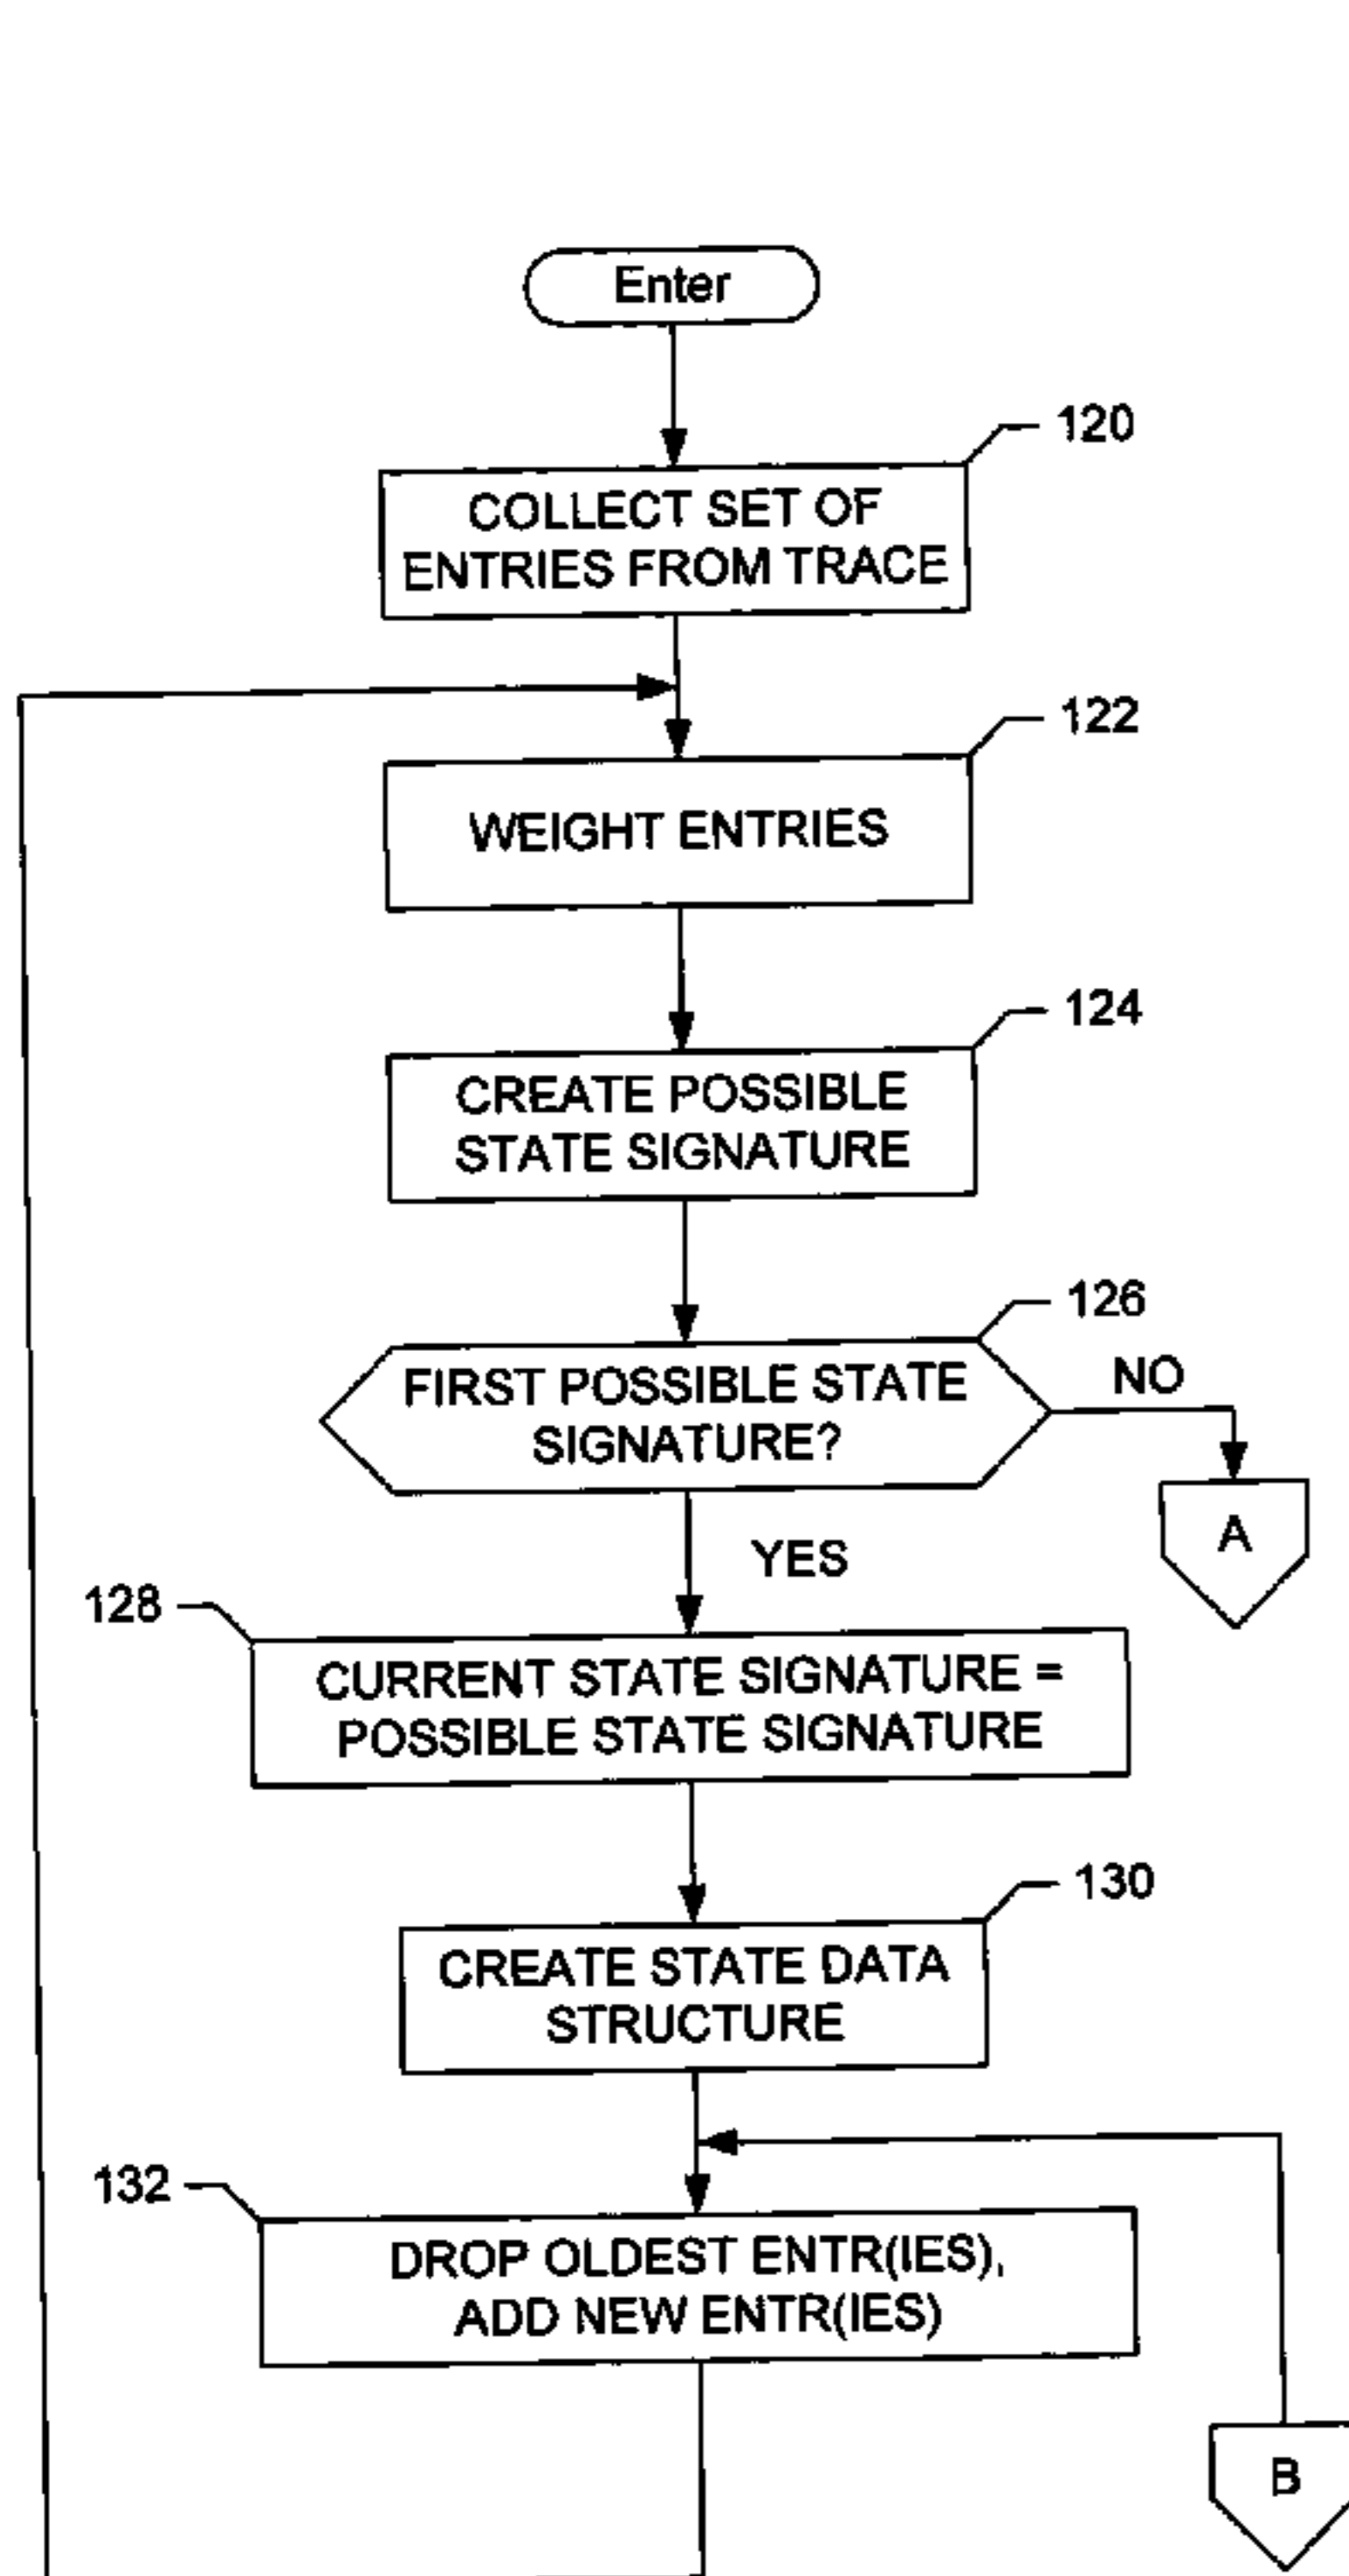 Enter
120
COLLECT SET OF
ENTRIES FROM TRACE
122
WEIGHT ENTRIES
124
CREATE POSSIBLE
STATE SIGNATURE
126
FIRST POSSIBLE STATE
SIGNATURE?
NO
A
YES
128
CURRENT STATE SIGNATURE =
POSSIBLE STATE SIGNATURE
130
CREATE STATE DATA
STRUCTURE
132
DROP OLDEST ENTR(IES),
ADD NEW ENTR(IES)
B